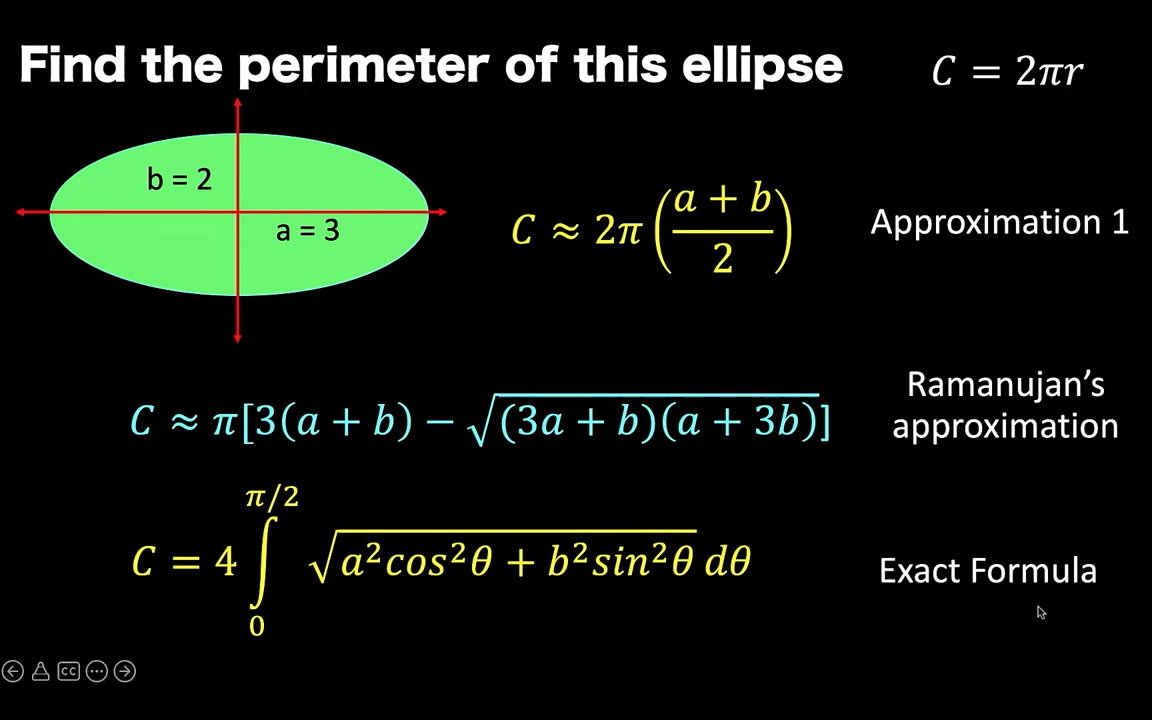 Find the perimeter of this ellipse
C = 2πr
b = 2
a = 3
C ≈ 2π((a + b)/2)
Approximation 1
C ≈ π[3(a + b) − √((3a + b)(a + 3b))]
Ramanujan’s
approximation
π/2
C = 4 ∫ √(a²cos²θ + b²sin²θ) dθ
0
Exact Formula
CC